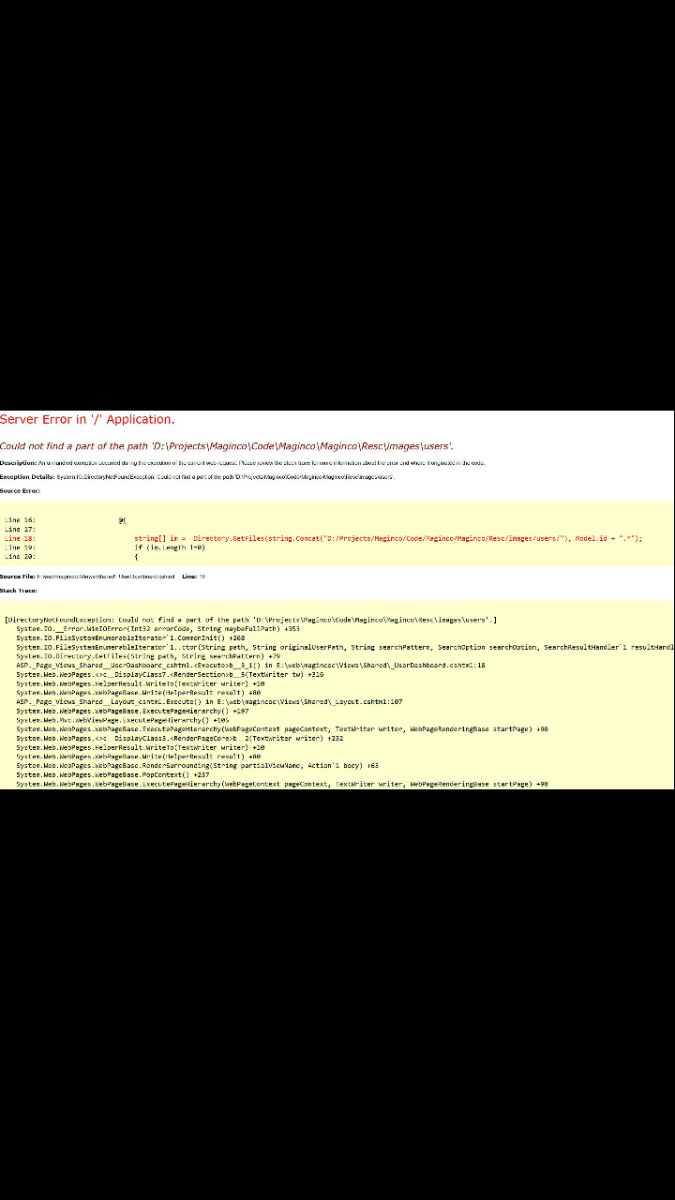 Server Error in '/' Application.
Could not find a part of the path 'D:\Projects\Maginco\Code\Maginco\Maginco\Resc\images\users'.
Description: An unhandled exception occurred during the execution of the current web request. Please review the stack trace for more information about the error and where it originated in the code.
Exception Details: System.IO.DirectoryNotFoundException: Could not find a part of the path 'D:\Projects\Maginco\Code\Maginco\Maginco\Resc\images\users'.
Source Error:
Line 16: @{
Line 17:
Line 18: string[] im = Directory.GetFiles(string.Concat("D:/Projects/Maginco/Code/Maginco/Maginco/Resc/images/users/"), Model.id + ".*");
Line 19: if (im.Length !=0)
Line 20: {
Source File: E:\web\magincoc\Views\Shared\_UserDashboard.cshtml Line: 18
Stack Trace:
[DirectoryNotFoundException: Could not find a part of the path 'D:\Projects\Maginco\Code\Maginco\Maginco\Resc\images\users'.]
System.IO.__Error.WinIOError(Int32 errorCode, String maybeFullPath) +353
System.IO.FileSystemEnumerableIterator`1.CommonInit() +268
System.IO.FileSystemEnumerableIterator`1..ctor(String path, String originalUserPath, String searchPattern, SearchOption searchOption, SearchResultHandler`1 resultHandl
System.IO.Directory.GetFiles(String path, String searchPattern) +79
ASP._Page_Views_Shared__UserDashboard_cshtml.<Execute>b__3_1() in E:\web\magincoc\Views\Shared\_UserDashboard.cshtml:18
System.Web.WebPages.<>c__DisplayClass7.<RenderSection>b__5(TextWriter tw) +316
System.Web.WebPages.HelperResult.WriteTo(TextWriter writer) +10
System.Web.WebPages.WebPageBase.Write(HelperResult result) +80
ASP._Page_Views_Shared__Layout_cshtml.Execute() in E:\web\magincoc\Views\Shared\_Layout.cshtml:107
System.Web.WebPages.WebPageBase.ExecutePageHierarchy() +197
System.Web.Mvc.WebViewPage.ExecutePageHierarchy() +105
System.Web.WebPages.WebPageBase.ExecutePageHierarchy(WebPageContext pageContext, TextWriter writer, WebPageRenderingBase startPage) +90
System.Web.WebPages.<>c__DisplayClass3.<RenderPageCore>b__2(TextWriter writer) +232
System.Web.WebPages.HelperResult.WriteTo(TextWriter writer) +10
System.Web.WebPages.WebPageBase.Write(HelperResult result) +80
System.Web.WebPages.WebPageBase.RenderSurrounding(String partialViewName, Action`1 body) +63
System.Web.WebPages.WebPageBase.PopContext() +237
System.Web.WebPages.WebPageBase.ExecutePageHierarchy(WebPageContext pageContext, TextWriter writer, WebPageRenderingBase startPage) +90